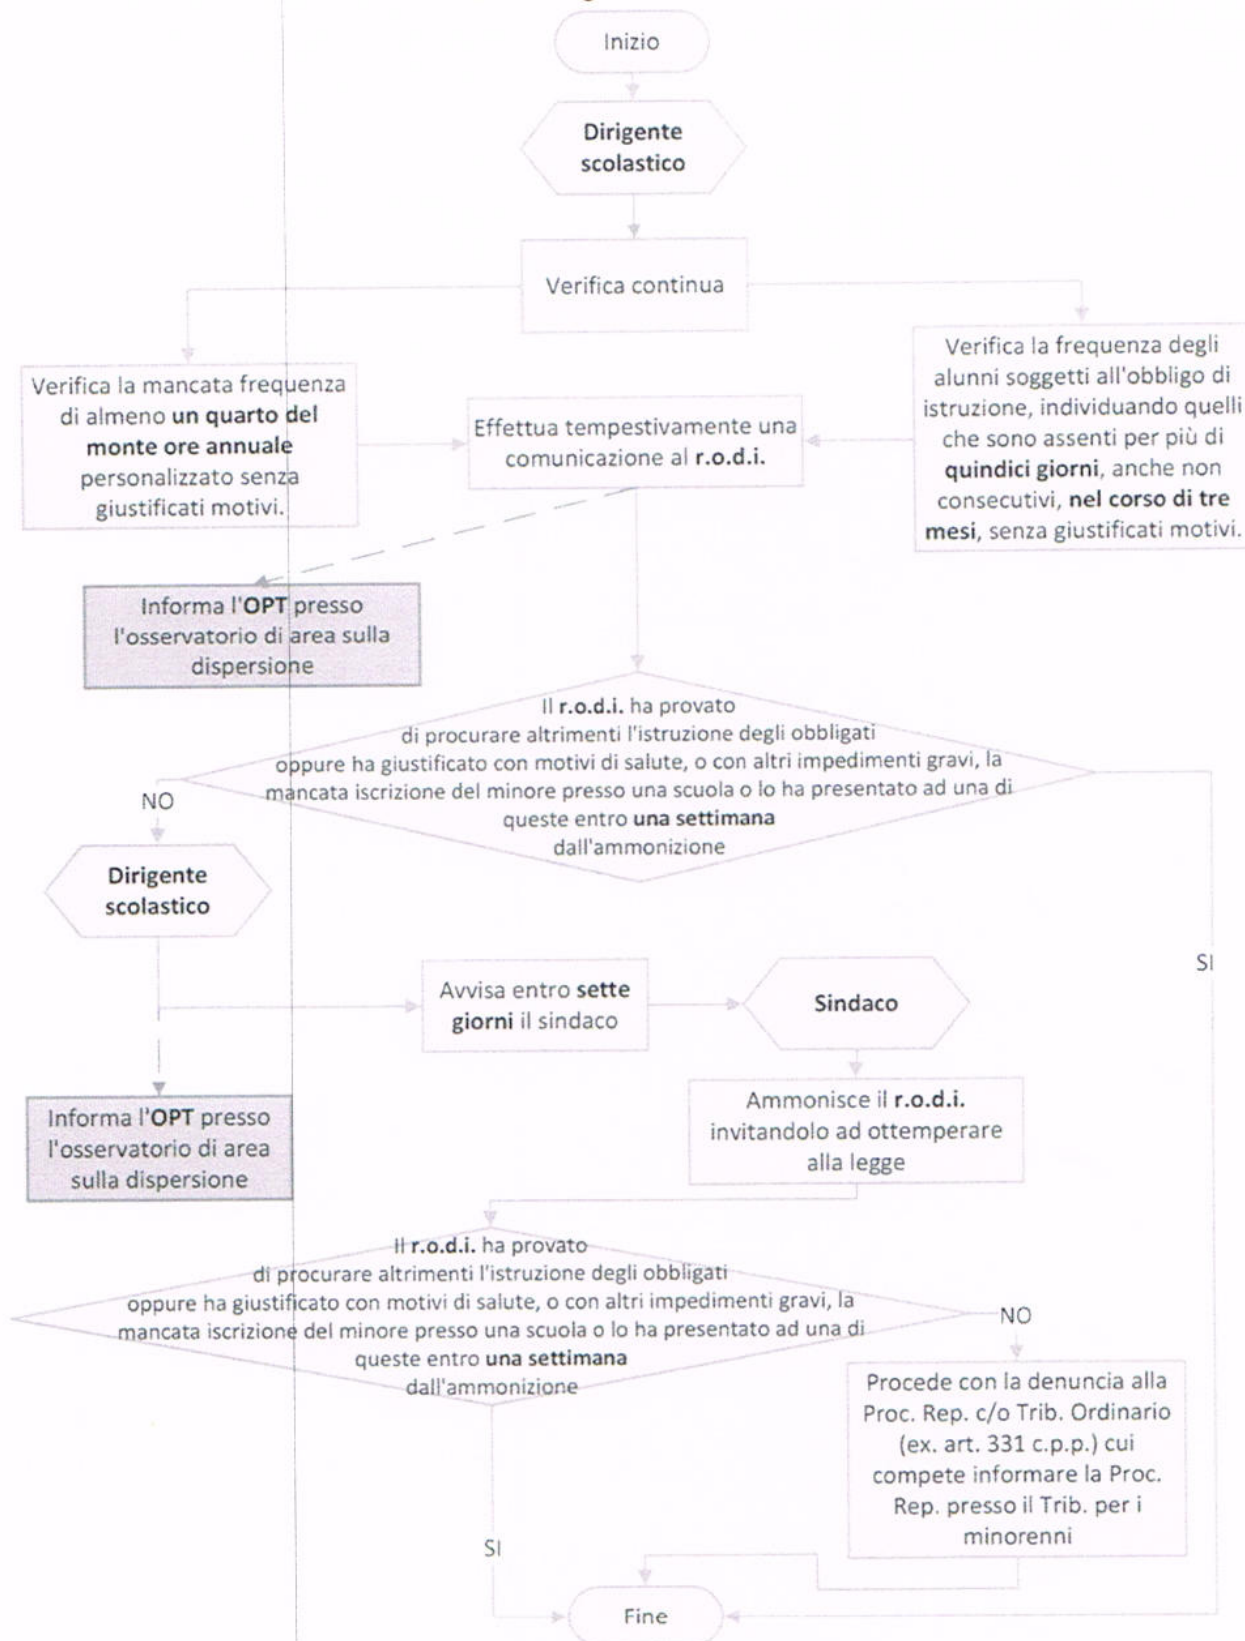 Inizio
Dirigente
scolastico
Verifica continua
Verifica la mancata frequenza
di almeno un quarto del
monte ore annuale
personalizzato senza
giustificati motivi.
Effettua tempestivamente una
comunicazione al r.o.d.i.
Verifica la frequenza degli
alunni soggetti all'obbligo di
istruzione, individuando quelli
che sono assenti per più di
quindici giorni, anche non
consecutivi, nel corso di tre
mesi, senza giustificati motivi.
Informa l'OPT presso
l'osservatorio di area sulla
dispersione
Il r.o.d.i. ha provato
di procurare altrimenti l'istruzione degli obbligati
oppure ha giustificato con motivi di salute, o con altri impedimenti gravi, la
mancata iscrizione del minore presso una scuola o lo ha presentato ad una di
queste entro una settimana
dall'ammonizione
NO
Dirigente
scolastico
SI
Avvisa entro sette
giorni il sindaco
Sindaco
Informa l'OPT presso
l'osservatorio di area
sulla dispersione
Ammonisce il r.o.d.i.
invitandolo ad ottemperare
alla legge
Il r.o.d.i. ha provato
di procurare altrimenti l'istruzione degli obbligati
oppure ha giustificato con motivi di salute, o con altri impedimenti gravi, la
mancata iscrizione del minore presso una scuola o lo ha presentato ad una di
queste entro una settimana
dall'ammonizione
NO
Procede con la denuncia alla
Proc. Rep. c/o Trib. Ordinario
(ex. art. 331 c.p.p.) cui
compete informare la Proc.
Rep. presso il Trib. per i
minorenni
SI
Fine